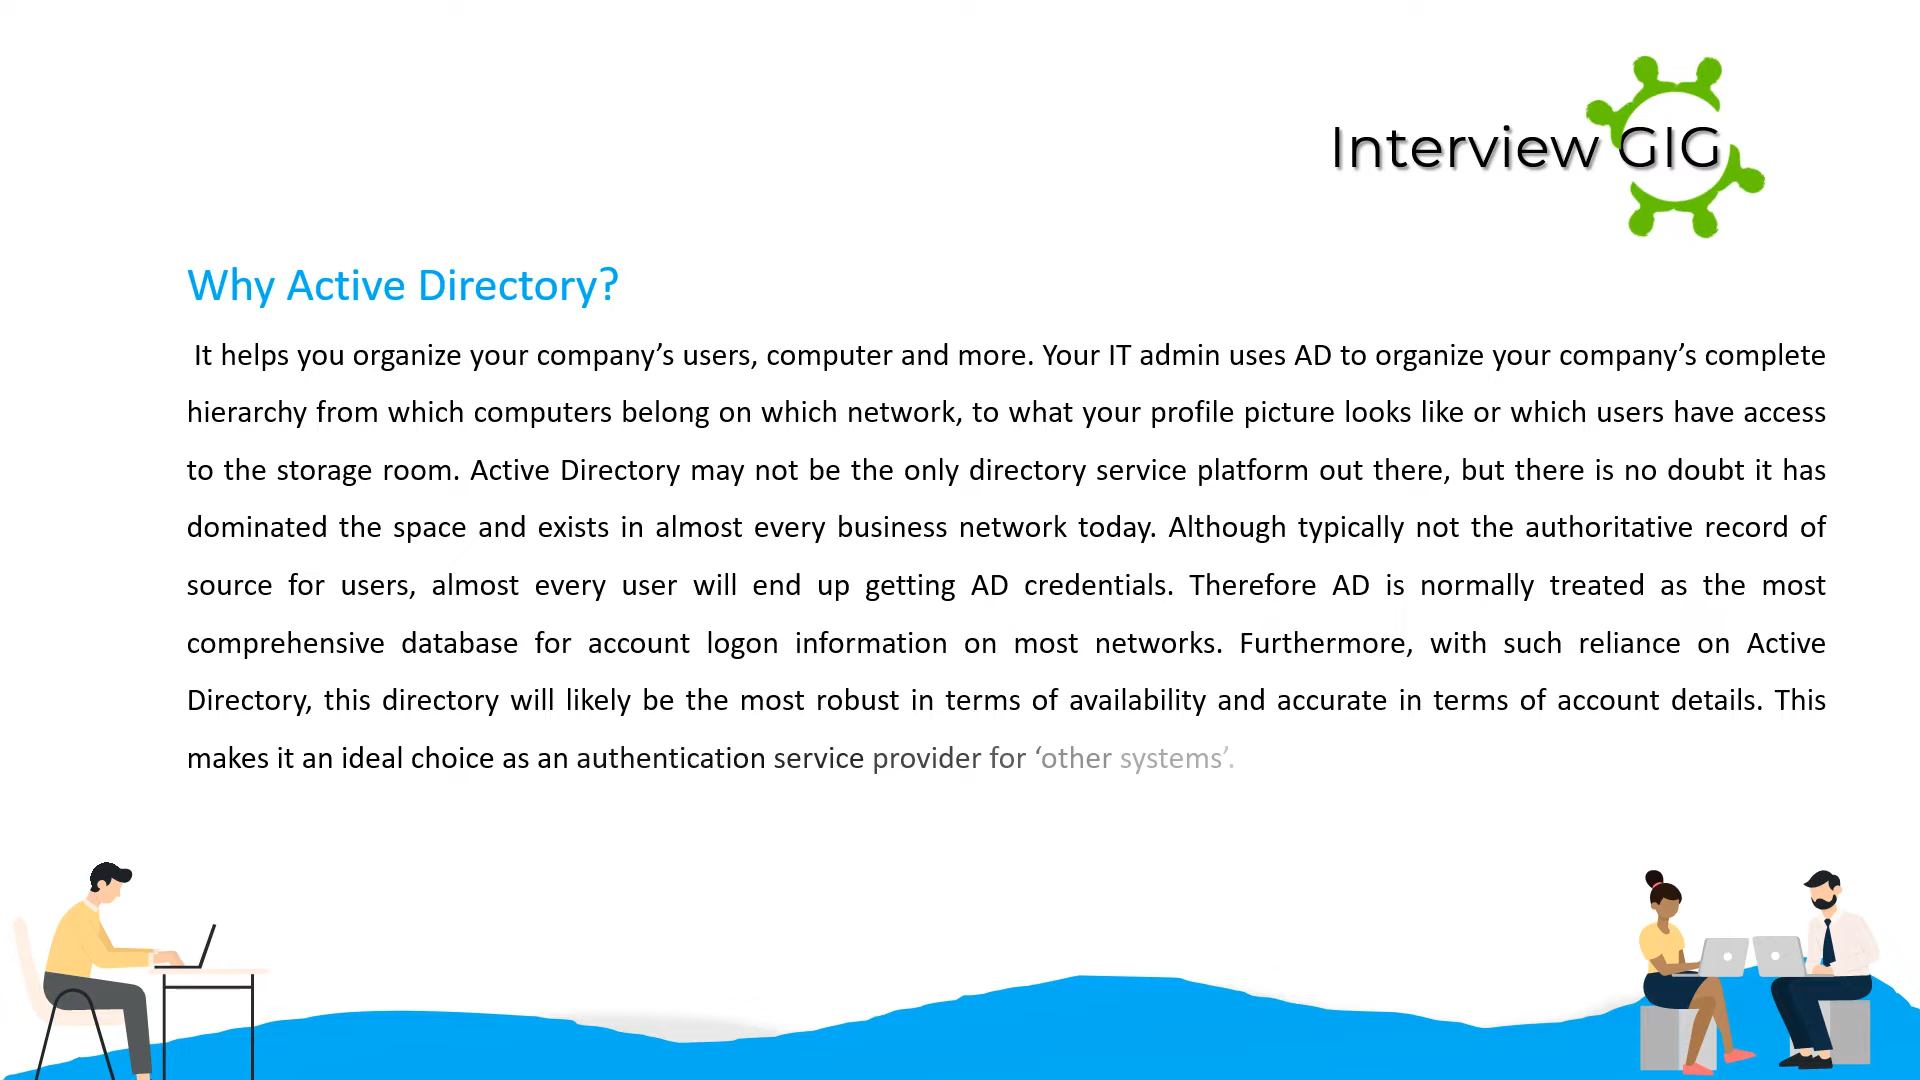 Interview GIG
Why Active Directory?
It helps you organize your company’s users, computer and more. Your IT admin uses AD to organize your company’s complete
hierarchy from which computers belong on which network, to what your profile picture looks like or which users have access
to the storage room. Active Directory may not be the only directory service platform out there, but there is no doubt it has
dominated the space and exists in almost every business network today. Although typically not the authoritative record of
source for users, almost every user will end up getting AD credentials. Therefore AD is normally treated as the most
comprehensive database for account logon information on most networks. Furthermore, with such reliance on Active
Directory, this directory will likely be the most robust in terms of availability and accurate in terms of account details. This
makes it an ideal choice as an authentication service provider for ‘other systems’.